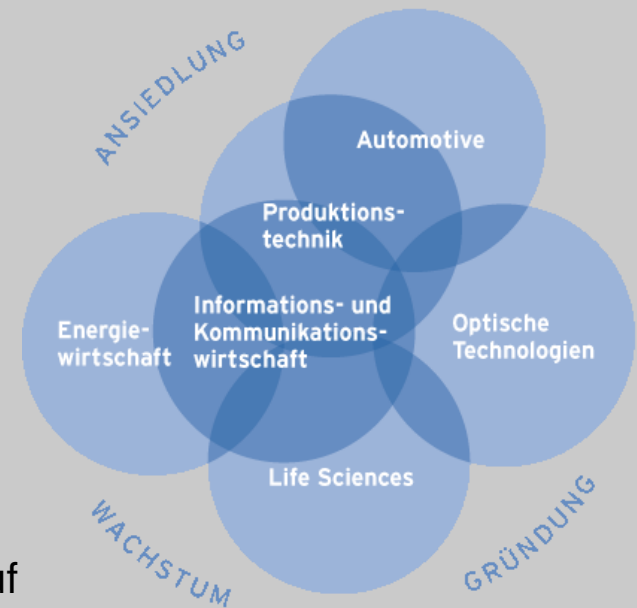 ANSIEDLUNG
Automotive
Produktions-
technik
Informations- und
Kommunikations-
wirtschaft
Energie-
wirtschaft
Optische
Technologien
Life Sciences
WACHSTUM
GRÜNDUNG